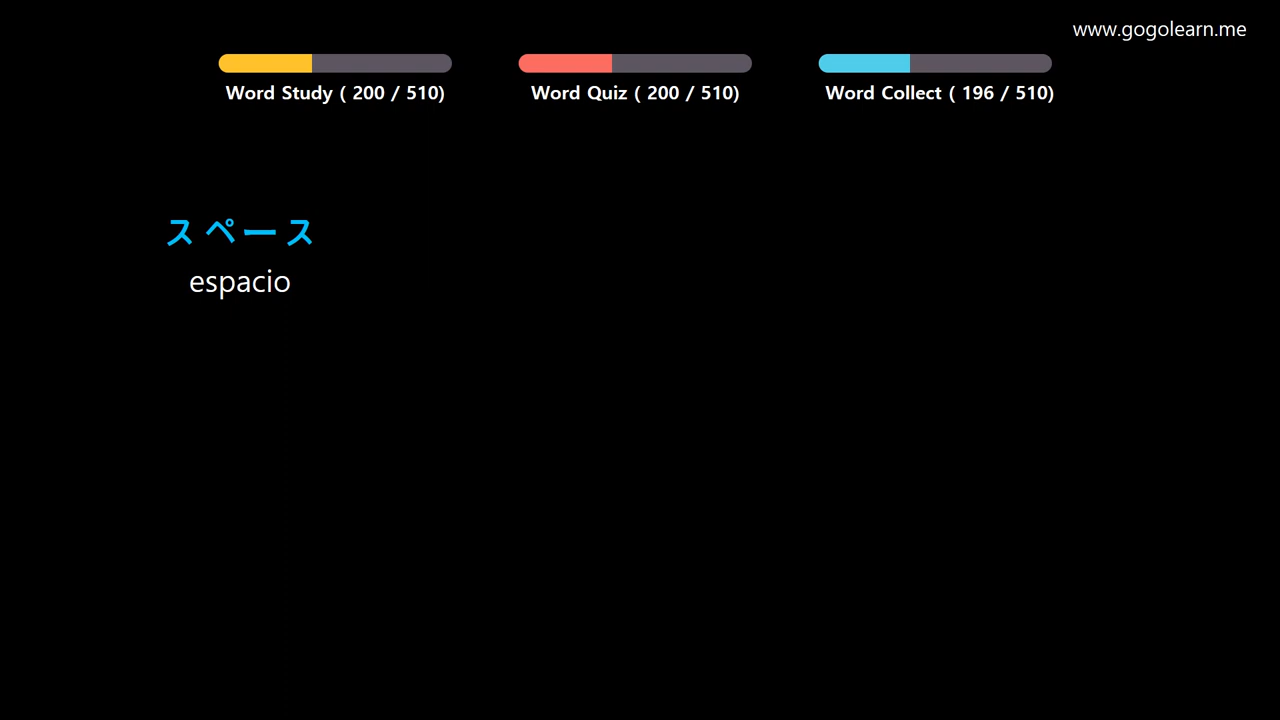 www.gogolearn.me
Word Study ( 200 / 510)
Word Quiz ( 200 / 510)
Word Collect ( 196 / 510)
スペース
espacio